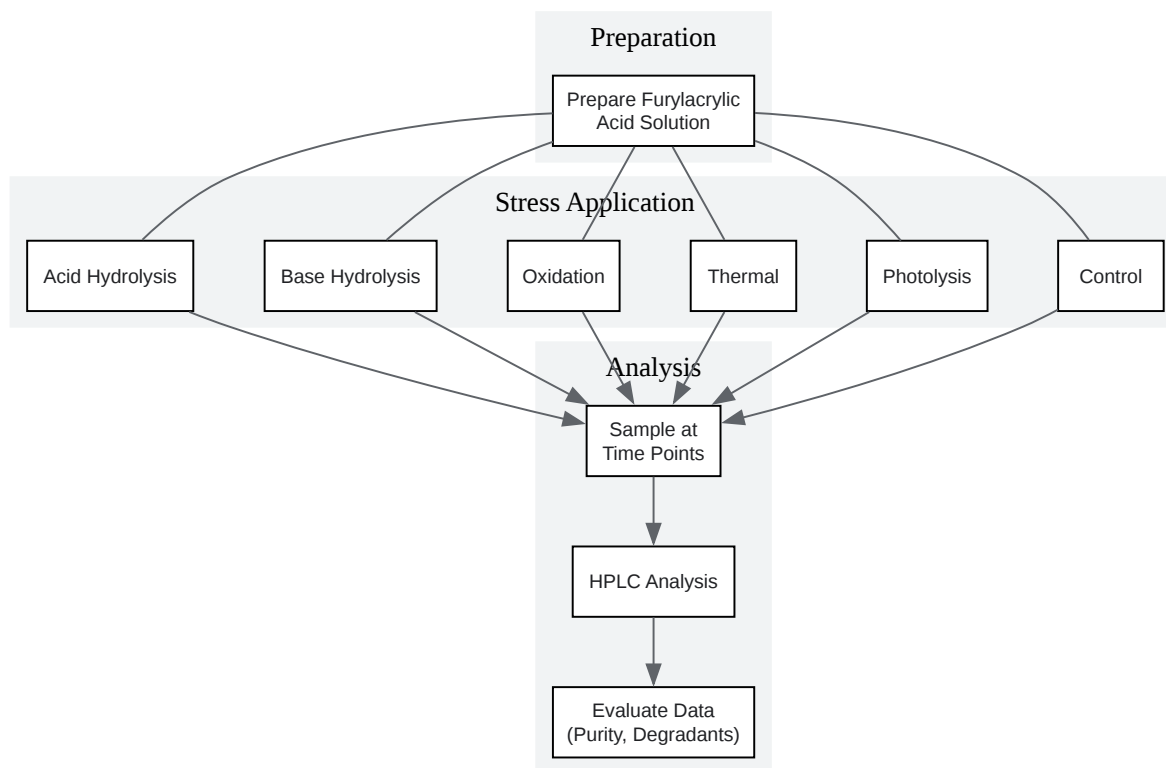 Preparation
Prepare Furylacrylic
Acid Solution
Stress Application
Acid Hydrolysis
Base Hydrolysis
Oxidation
Thermal
Photolysis
Control
Analysis
Sample at
Time Points
HPLC Analysis
Evaluate Data
(Purity, Degradants)